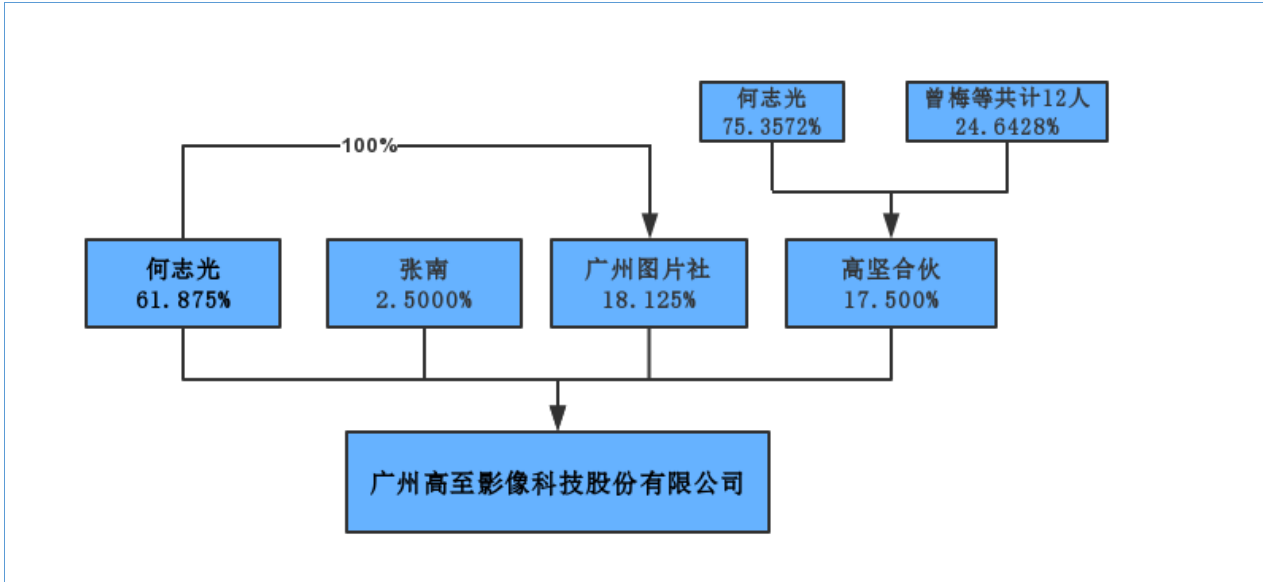 何志光
75.3572%
曾梅等共计12人
24.6428%
100%
何志光
61.875%
张南
2.5000%
广州图片社
18.125%
高坚合伙
17.500%
广州高至影像科技股份有限公司